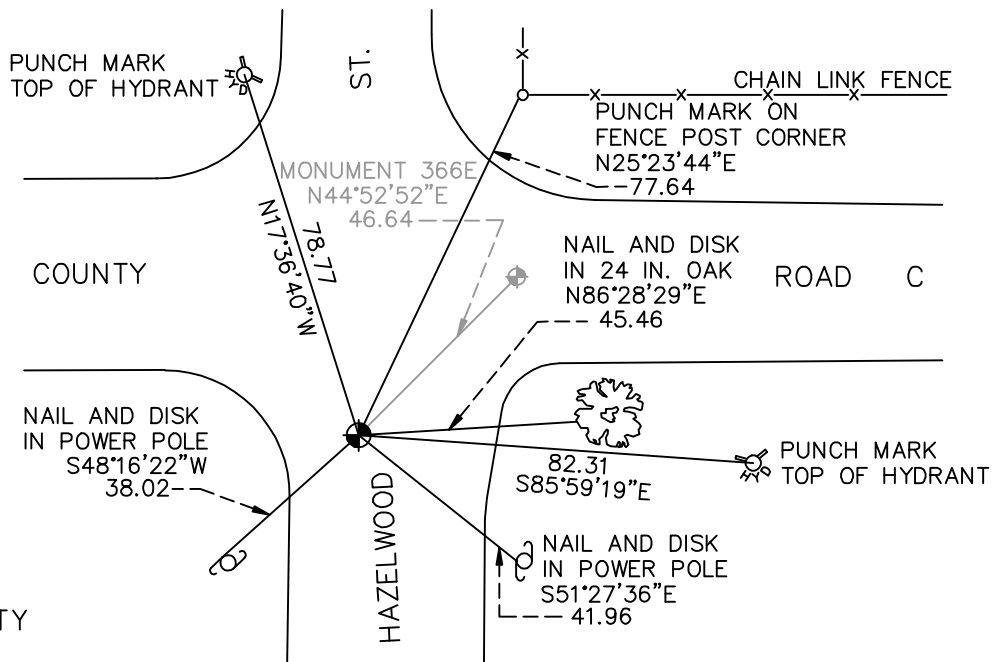 PUNCH MARK
TOP OF HYDRANT
HYD
ST.
CHAIN LINK FENCE
PUNCH MARK ON
FENCE POST CORNER
N25°23'44"E
77.64
MONUMENT 366E
N44°52'52"E
46.64
78.77
N17°36'40"W
COUNTY
NAIL AND DISK
IN 24 IN. OAK
N86°28'29"E
45.46
ROAD C
NAIL AND DISK
IN POWER POLE
S48°16'22"W
38.02
82.31
S85°59'19"E
PUNCH MARK
TOP OF HYDRANT
HYD
HAZELWOOD
NAIL AND DISK
IN POWER POLE
S51°27'36"E
41.96
TY